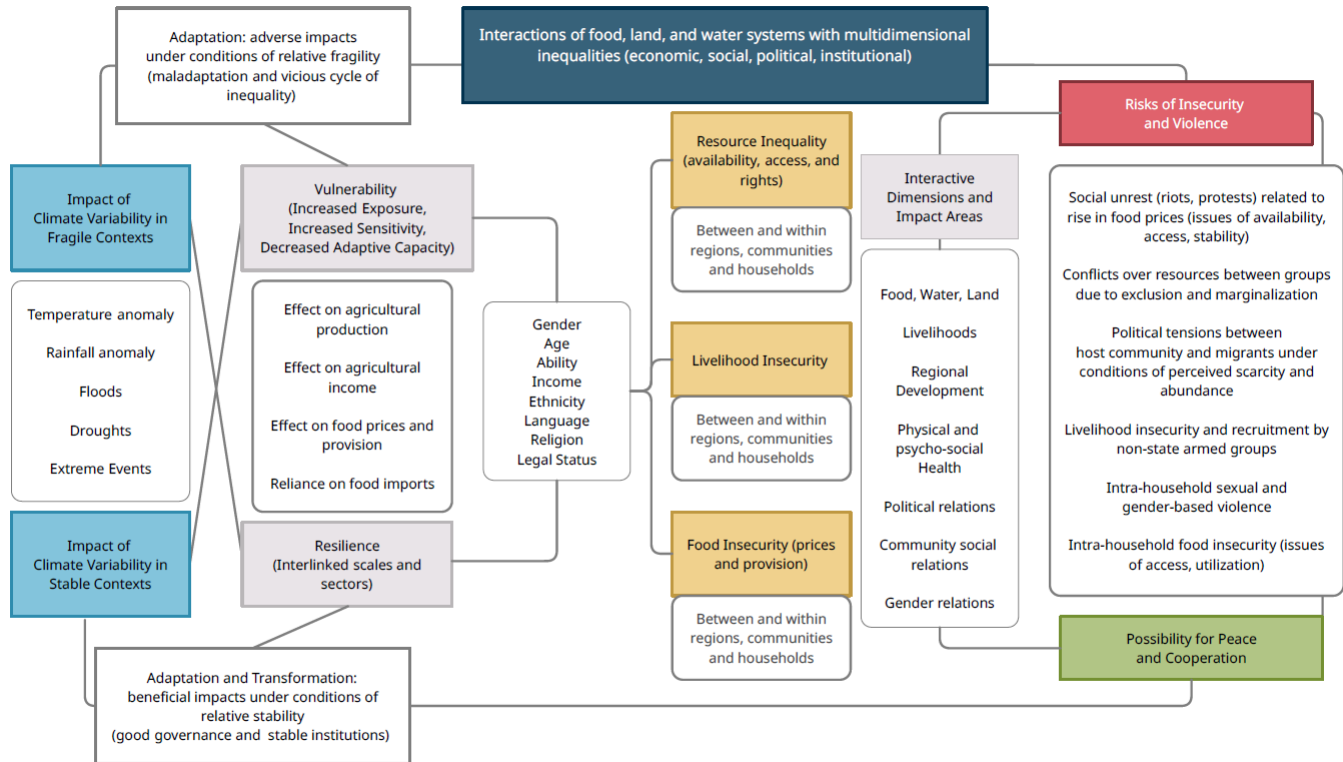 Adaptation: adverse impacts
under conditions of relative fragility
(maladaptation and vicious cycle of
inequality)
Interactions of food, land, and water systems with multidimensional
inequalities (economic, social, political, institutional)
Risks of Insecurity
and Violence
Impact of
Climate Variability in
Fragile Contexts
Temperature anomaly
Rainfall anomaly
Floods
Droughts
Extreme Events
Impact of
Climate Variability in
Stable Contexts
Vulnerability
(Increased Exposure,
Increased Sensitivity,
Decreased Adaptive Capacity)
Effect on agricultural
production
Effect on agricultural
income
Effect on food prices and
provision
Reliance on food imports
Resilience
(Interlinked scales and
sectors)
Gender
Age
Ability
Income
Ethnicity
Language
Religion
Legal Status
Resource Inequality
(availability, access, and
rights)
Between and within
regions, communities
and households
Livelihood Insecurity
Between and within
regions, communities
and households
Food Insecurity (prices
and provision)
Between and within
regions, communities
and households
Interactive
Dimensions and
Impact Areas
Food, Water, Land
Livelihoods
Regional
Development
Physical and
psycho-social
Health
Political relations
Community social
relations
Gender relations
Social unrest (riots, protests) related to
rise in food prices (issues of availability,
access, stability)
Conflicts over resources between groups
due to exclusion and marginalization
Political tensions between
host community and migrants under
conditions of perceived scarcity and
abundance
Livelihood insecurity and recruitment by
non-state armed groups
Intra-household sexual and
gender-based violence
Intra-household food insecurity (issues
of access, utilization)
Possibility for Peace
and Cooperation
Adaptation and Transformation:
beneficial impacts under conditions of
relative stability
(good governance and stable institutions)